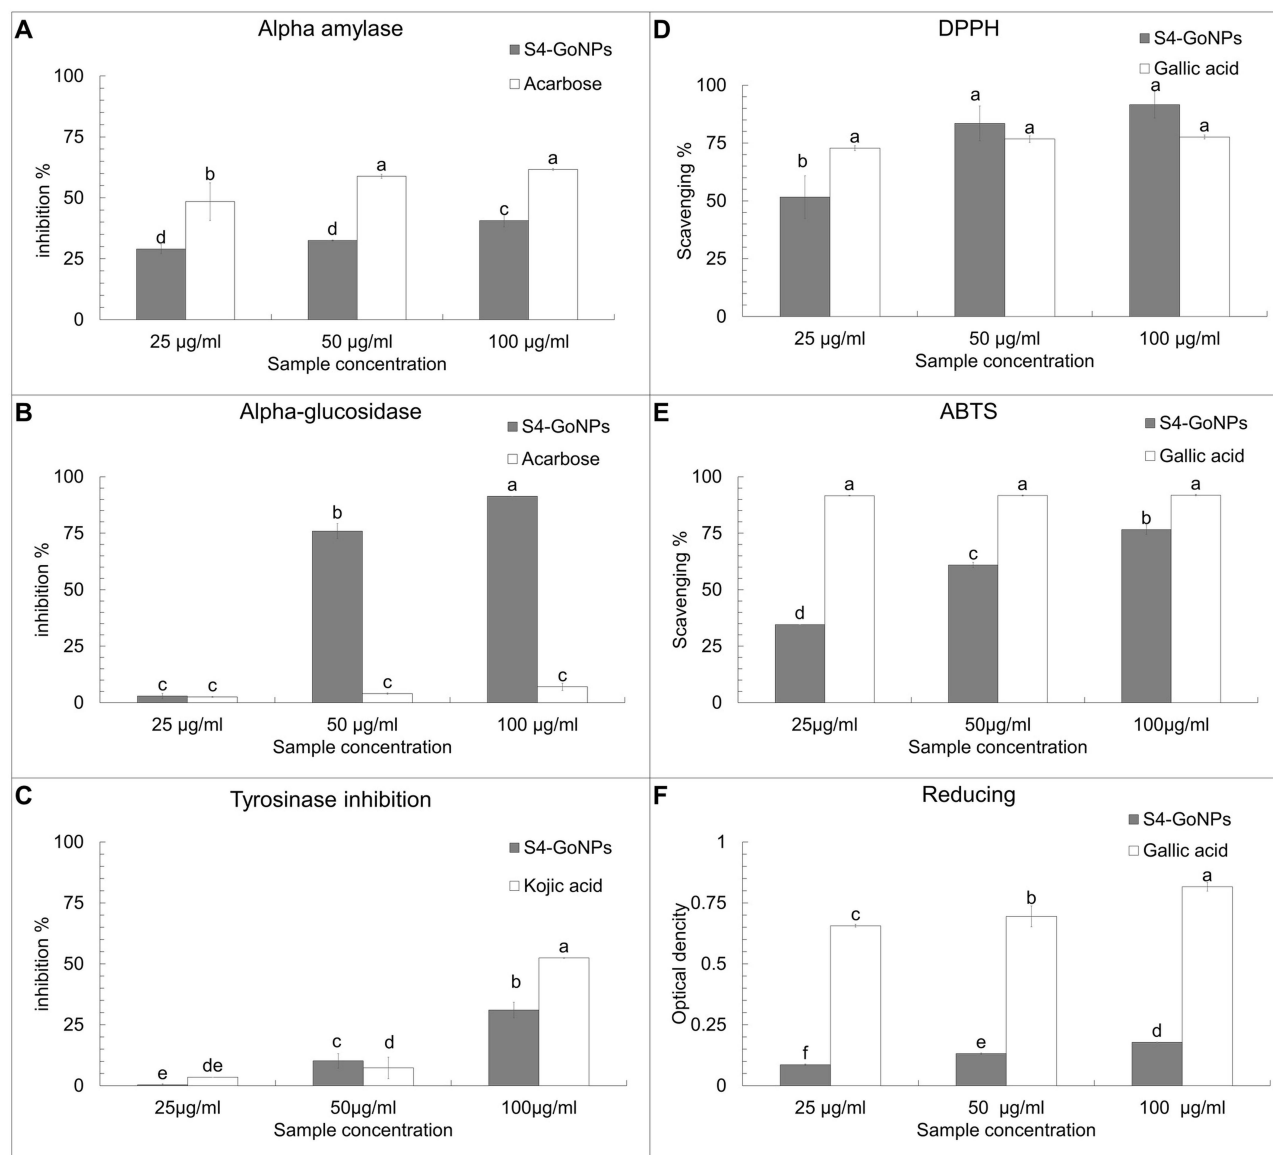 A
Alpha amylase
S4-GoNPs
Acarbose
inhibition %
100
75
50
25
0
d
b
d
a
c
a
25 µg/ml
50 µg/ml
100 µg/ml
Sample concentration
B
Alpha-glucosidase
S4-GoNPs
Acarbose
inhibition %
100
75
50
25
0
c
c
b
c
a
c
25 µg/ml
50 µg/ml
100 µg/ml
Sample concentration
C
Tyrosinase inhibition
S4-GoNPs
Kojic acid
inhibition %
100
75
50
25
0
e
de
c
d
b
a
25µg/ml
50µg/ml
100µg/ml
Sample concentration
D
DPPH
S4-GoNPs
Gallic acid
Scavenging %
100
75
50
25
0
b
a
a
a
a
a
25 µg/ml
50 µg/ml
100 µg/ml
Sample concentration
E
ABTS
S4-GoNPs
Gallic acid
Scavenging %
100
75
50
25
0
d
a
c
a
b
a
25µg/ml
50µg/ml
100µg/ml
Sample concentration
F
Reducing
S4-GoNPs
Gallic acid
Optical dencity
1
0.75
0.5
0.25
0
f
c
e
b
d
a
25 µg/ml
50 µg/ml
100 µg/ml
Sample concentration